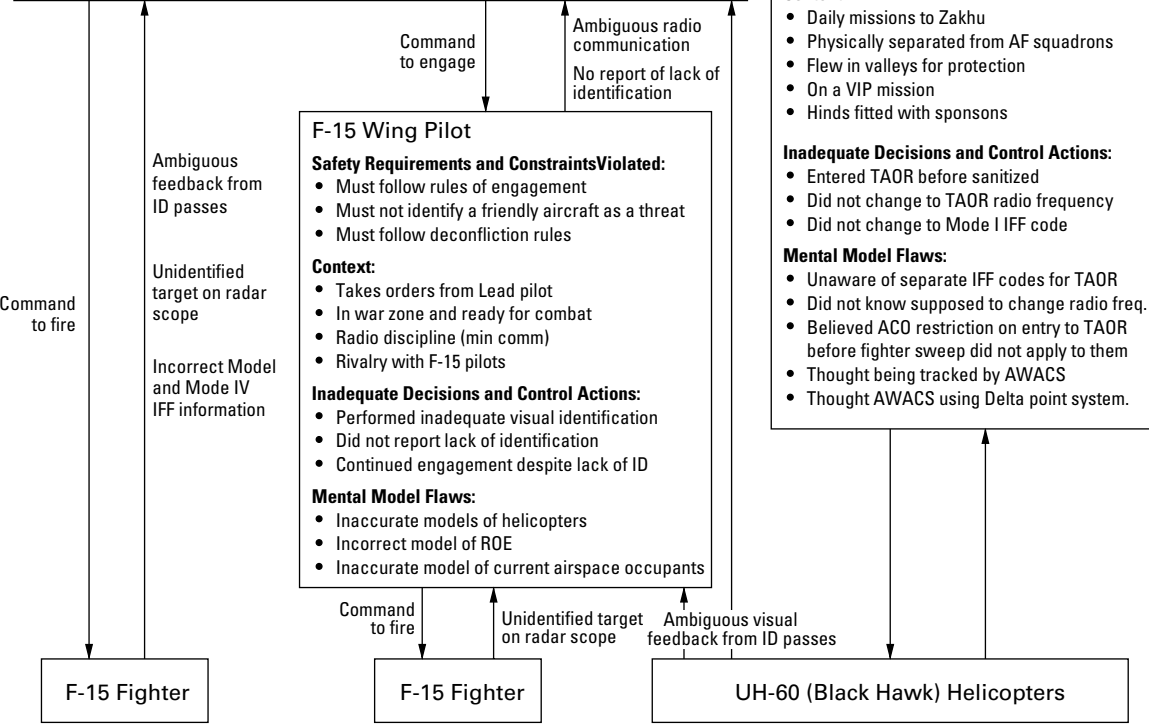 Ambiguous radio
communication
Command
to engage
No report of lack of
identification
Ambiguous
feedback from
ID passes
Unidentified
target on radar
scope
Command
to fire
Incorrect Model
and Mode IV
IFF information
F-15 Wing Pilot
Safety Requirements and ConstraintsViolated:
• Must follow rules of engagement
• Must not identify a friendly aircraft as a threat
• Must follow deconfliction rules
Context:
• Takes orders from Lead pilot
• In war zone and ready for combat
• Radio discipline (min comm)
• Rivalry with F-15 pilots
Inadequate Decisions and Control Actions:
• Performed inadequate visual identification
• Did not report lack of identification
• Continued engagement despite lack of ID
Mental Model Flaws:
• Inaccurate models of helicopters
• Incorrect model of ROE
• Inaccurate model of current airspace occupants
• Daily missions to Zakhu
• Physically separated from AF squadrons
• Flew in valleys for protection
• On a VIP mission
• Hinds fitted with sponsons
Inadequate Decisions and Control Actions:
• Entered TAOR before sanitized
• Did not change to TAOR radio frequency
• Did not change to Mode I IFF code
Mental Model Flaws:
• Unaware of separate IFF codes for TAOR
• Did not know supposed to change radio freq.
• Believed ACO restriction on entry to TAOR
before fighter sweep did not apply to them
• Thought being tracked by AWACS
• Thought AWACS using Delta point system.
Command
to fire
Unidentified target
on radar scope
Ambiguous visual
feedback from ID passes
F-15 Fighter
F-15 Fighter
UH-60 (Black Hawk) Helicopters